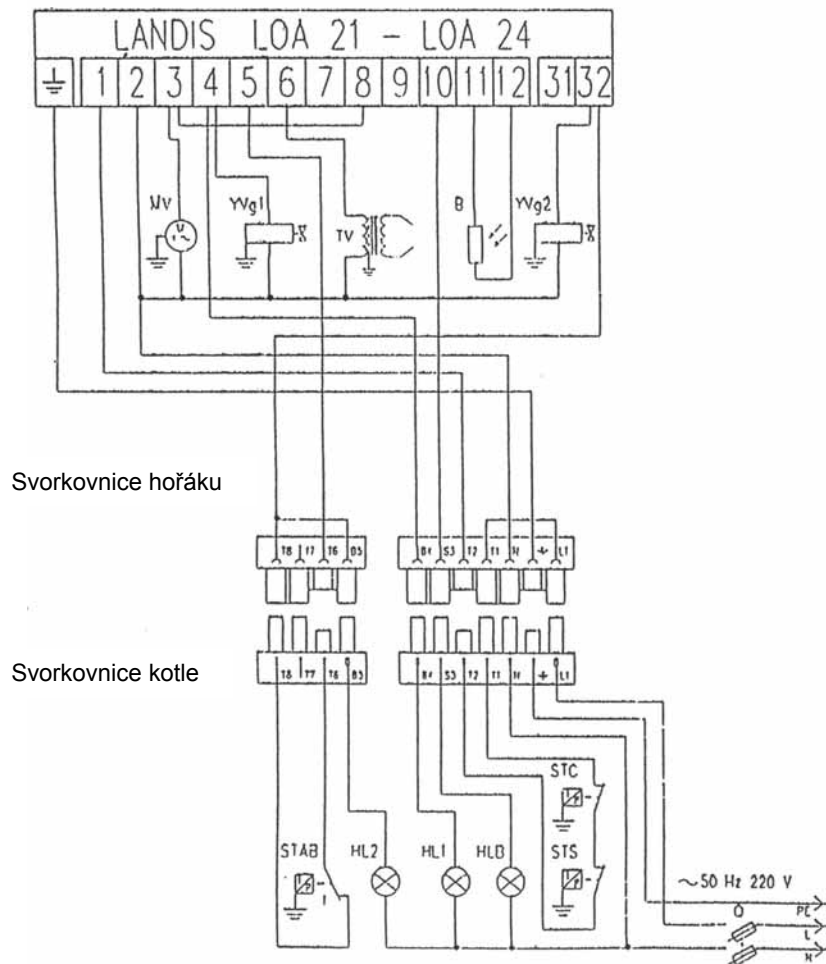 LANDIS LOA 21 - LOA 24
1 2 3 4 5 6 7 8 9 10 11 12 31 32
MV YVg1 TV B YVg2
Svorkovnice hořáku
T8 T7 T6 B5 B4 S3 T2 T1 N L1
Svorkovnice kotle
T8 T7 T6 B5 B4 S3 T2 T1 N L1
STC
STAB HL2 HL1 HLB STS
~50 Hz 220 V
Q
L
N